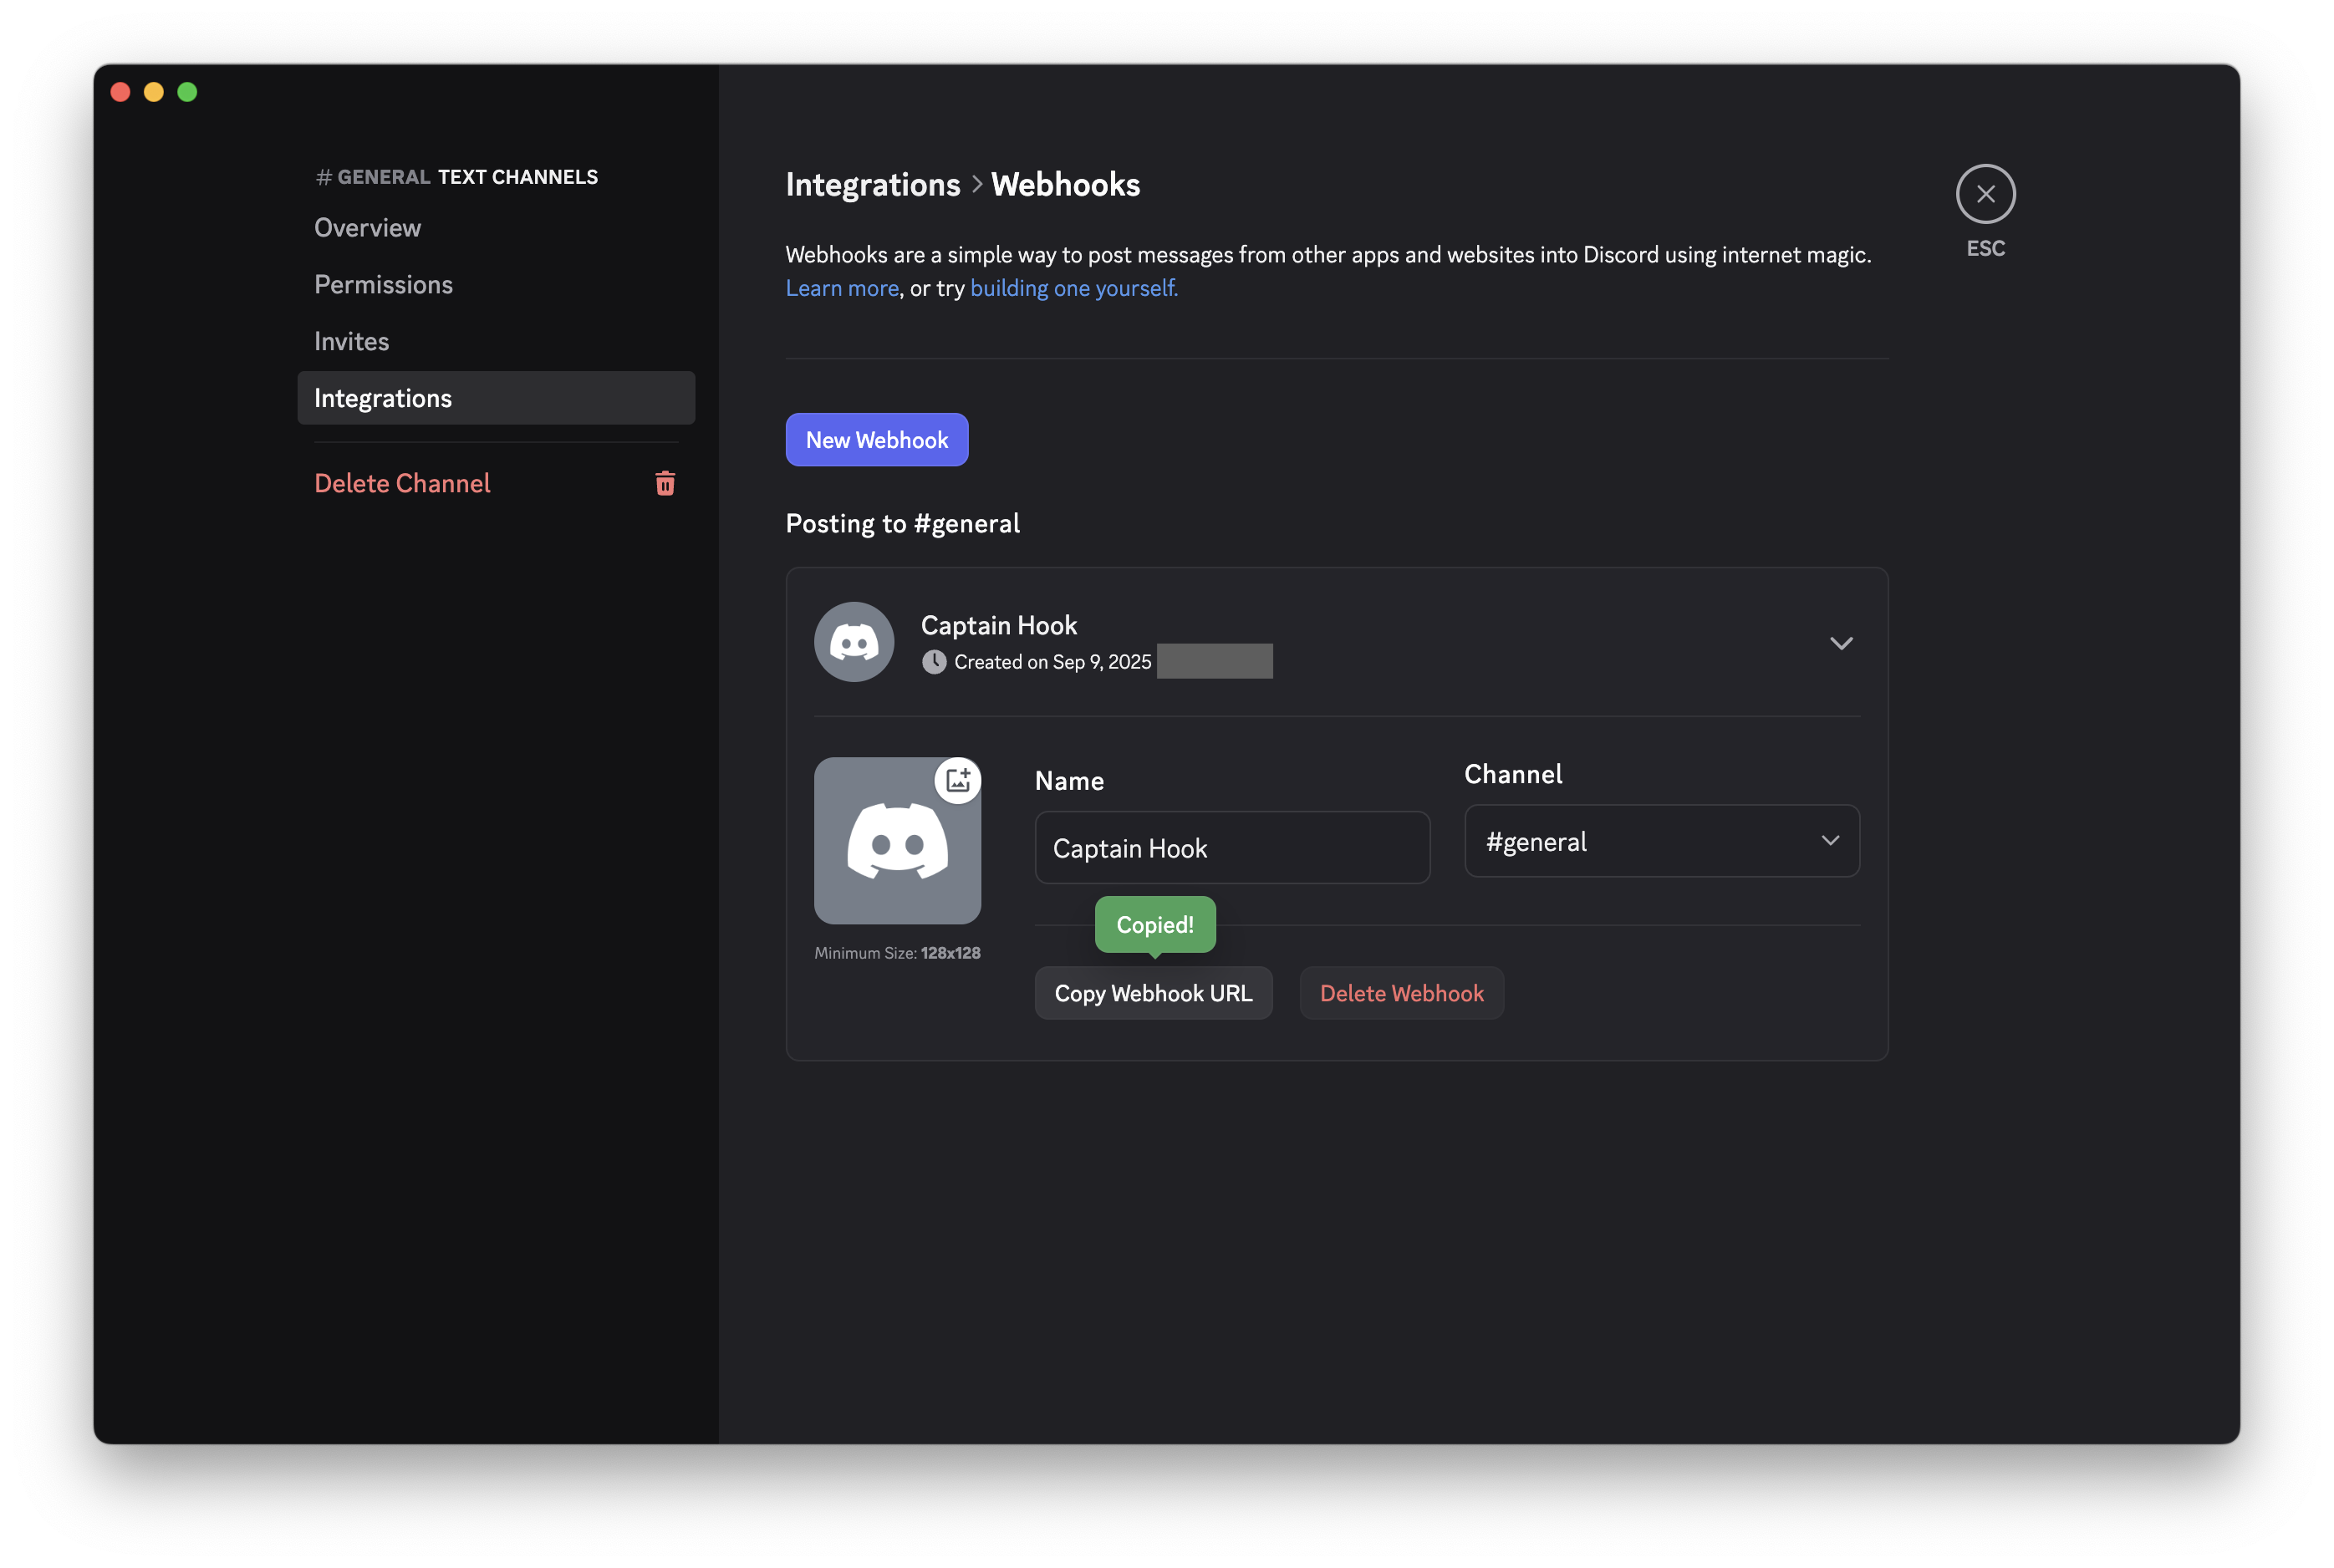 # GENERAL TEXT CHANNELS
Overview
Permissions
Invites
Integrations
Delete Channel
Integrations > Webhooks
ESC
Webhooks are a simple way to post messages from other apps and websites into Discord using internet magic.
Learn more, or try building one yourself.
New Webhook
Posting to #general
Captain Hook
Created on Sep 9, 2025
Minimum Size: 128x128
Name
Captain Hook
Channel
#general
Copied!
Copy Webhook URL
Delete Webhook